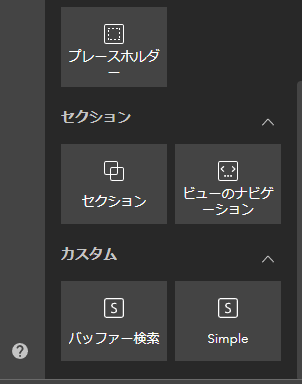 プレースホルダ
ー
セクション
セクション
ビューのナビゲ
ーション
カスタム
S
バッファー検索
S
Simple
?